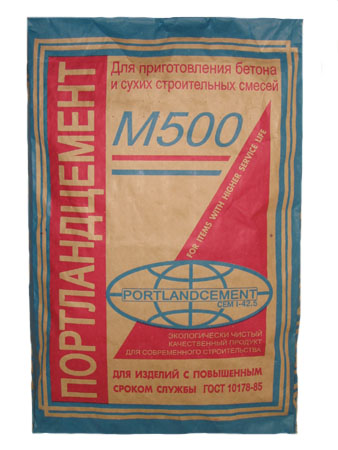 ПОРТЛАНДЦЕМЕНТ
Для приготовления бетона
и сухих строительных смесей
М500
FOR ITEMS WITH HIGHER SERVICE LIFE
PORTLANDCEMENT
CEM I-42.5
ЭКОЛОГИЧЕСКИ ЧИСТЫЙ
КАЧЕСТВЕННЫЙ ПРОДУКТ
ДЛЯ СОВРЕМЕННОГО СТРОИТЕЛЬСТВА
ДЛЯ ИЗДЕЛИЙ С ПОВЫШЕННЫМ
СРОКОМ СЛУЖБЫ ГОСТ 10178-85